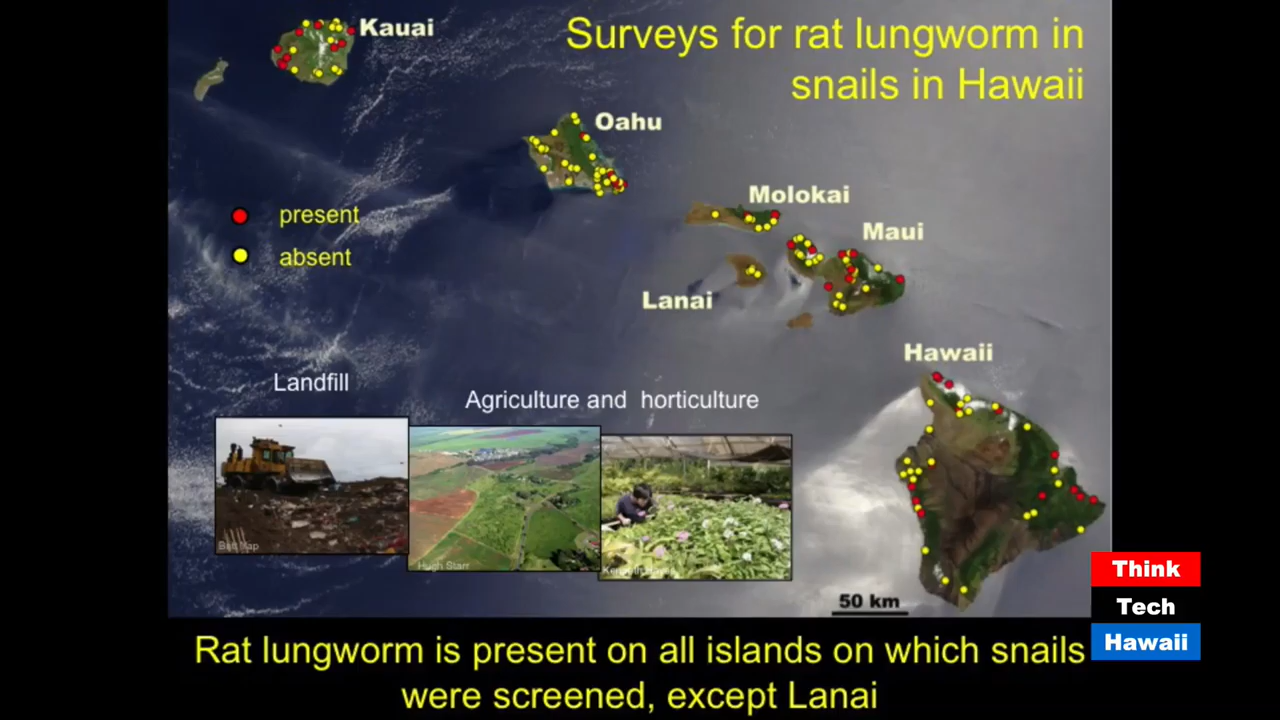 Surveys for rat lungworm in
snails in Hawaii
Kauai
Oahu
Molokai
Maui
Lanai
Hawaii
present
absent
Landfill
Agriculture and horticulture
Hugh Starr
50 km
Think
Tech
Hawaii
Rat lungworm is present on all islands on which snails
were screened, except Lanai